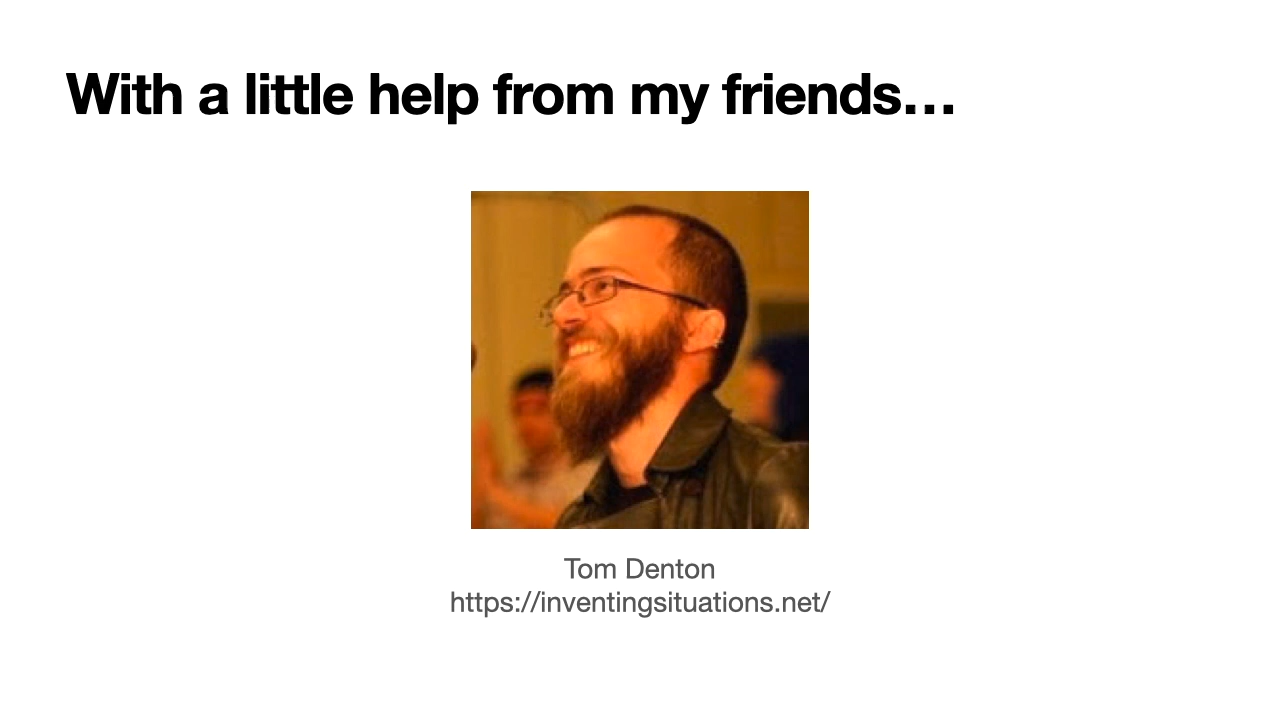 With a little help from my friends…
Tom Denton
https://inventingsituations.net/